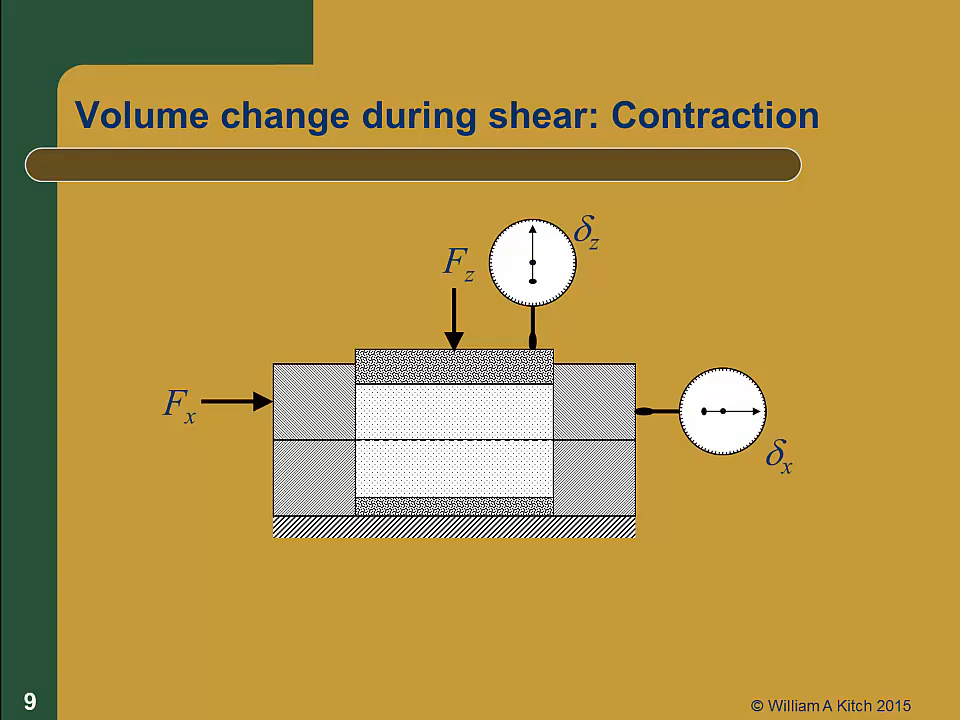 Volume change during shear: Contraction
δz
Fz
Fx
δx
9
© William A Kitch 2015